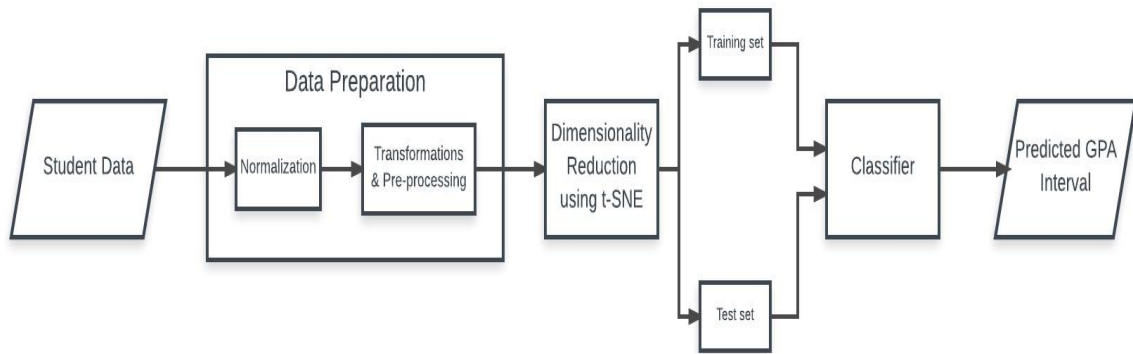 Student Data
Data Preparation
Normalization
Transformations
& Pre-processing
Dimensionality
Reduction
using t-SNE
Training set
Test set
Classifier
Predicted GPA
Interval